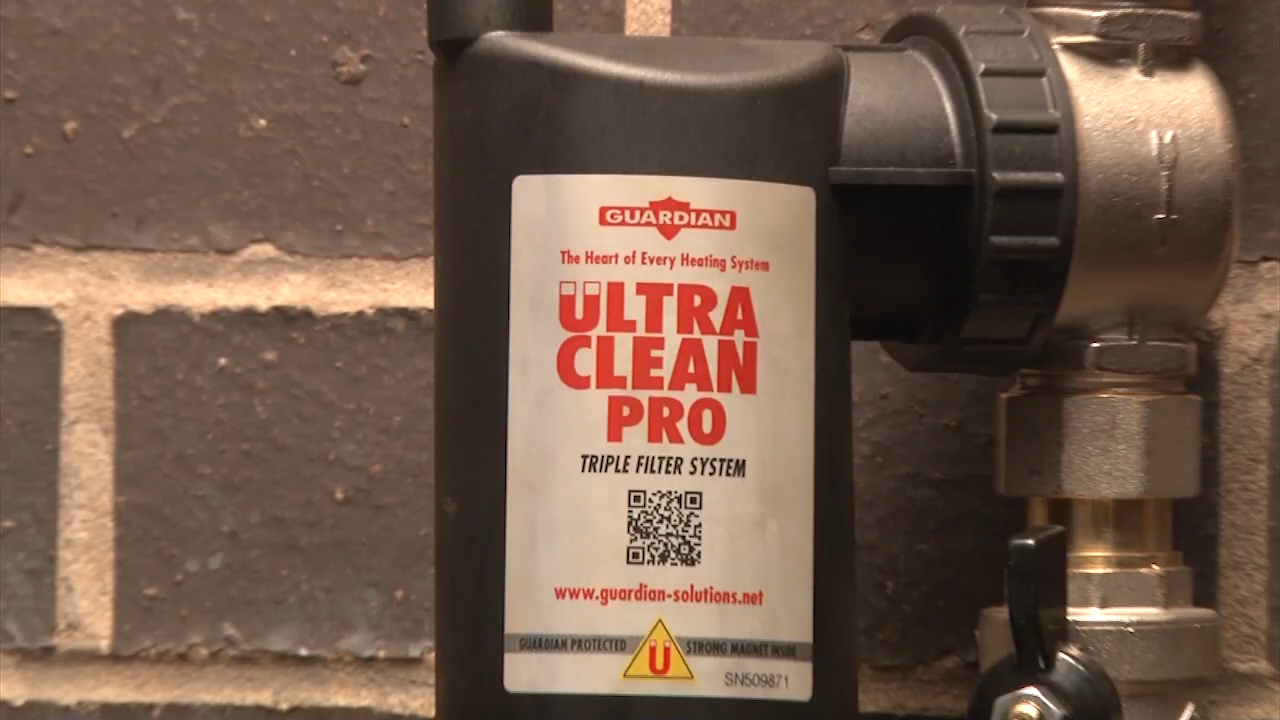 GUARDIAN
The Heart of Every Heating System
ULTRA
CLEAN
PRO
TRIPLE FILTER SYSTEM
www.guardian-solutions.net
GUARDIAN PROTECTED STRONG MAGNET INSIDE
SN509871